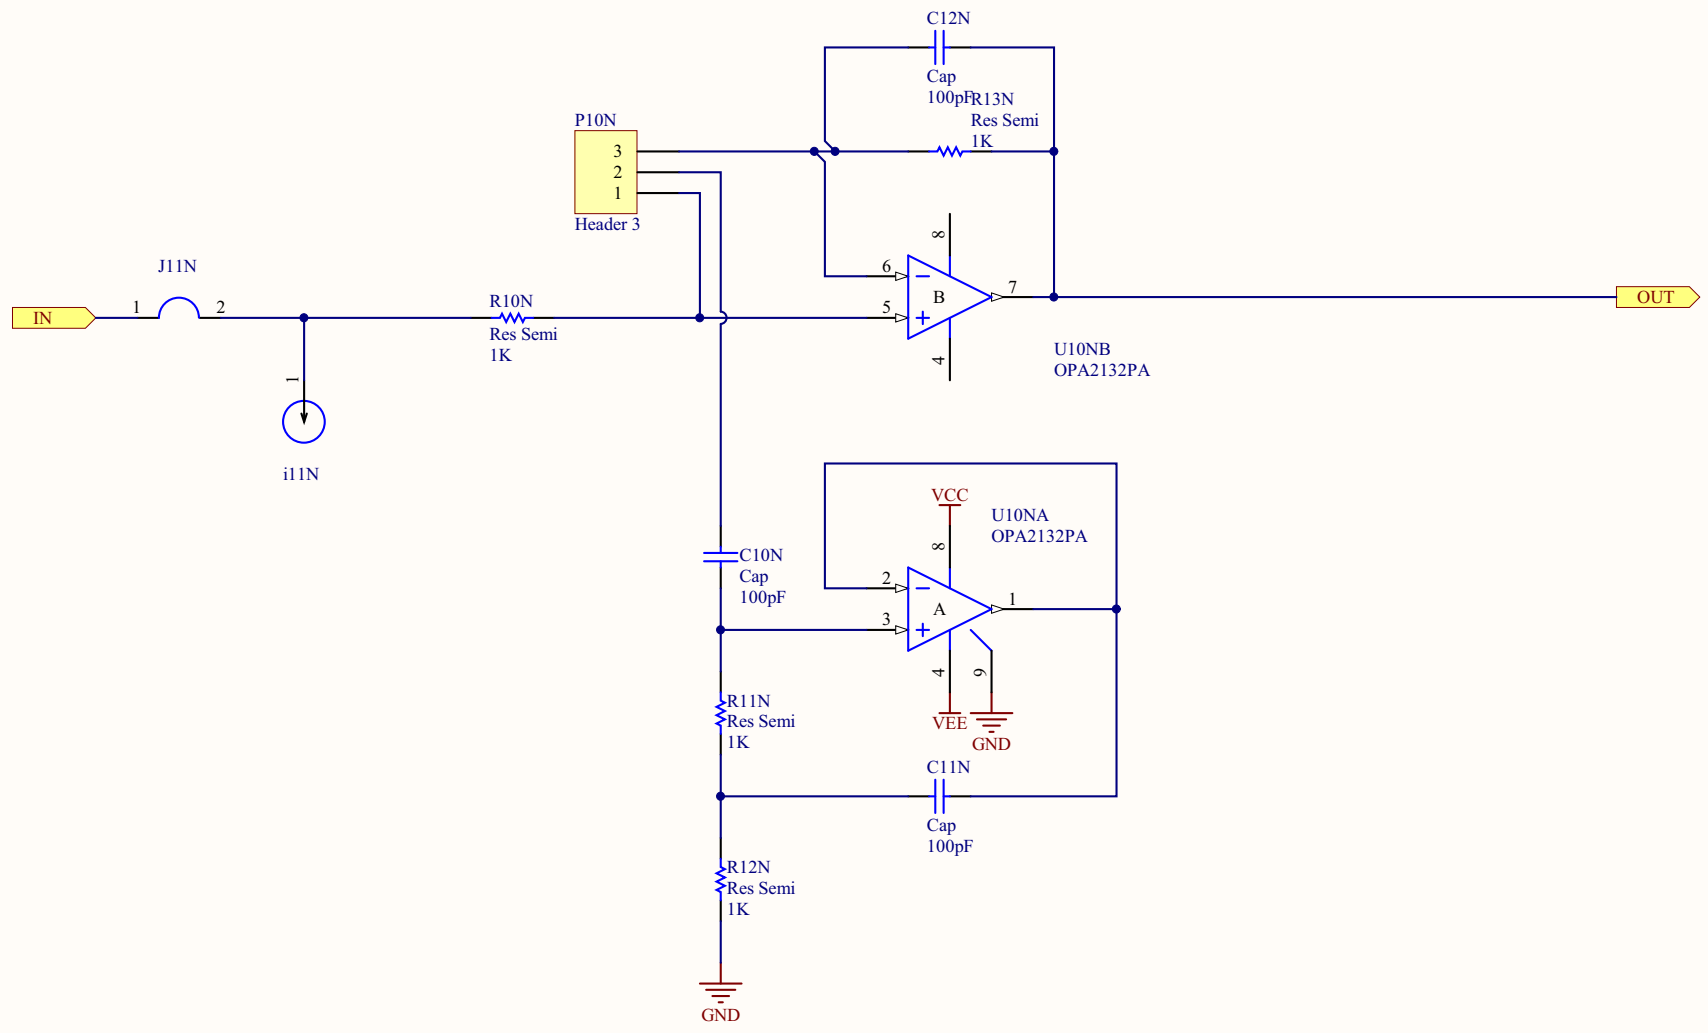 C12N
Cap
100pF
R13N
Res Semi
1K
P10N
3
2
1
Header 3
8
6
7
B
5
4
U10NB
OPA2132PA
OUT
J11N
IN
1
2
R10N
Res Semi
1K
1
i11N
VCC
U10NA
OPA2132PA
8
C10N
Cap
100pF
2
1
A
3
4
9
VEE
GND
R11N
Res Semi
1K
C11N
Cap
100pF
R12N
Res Semi
1K
GND